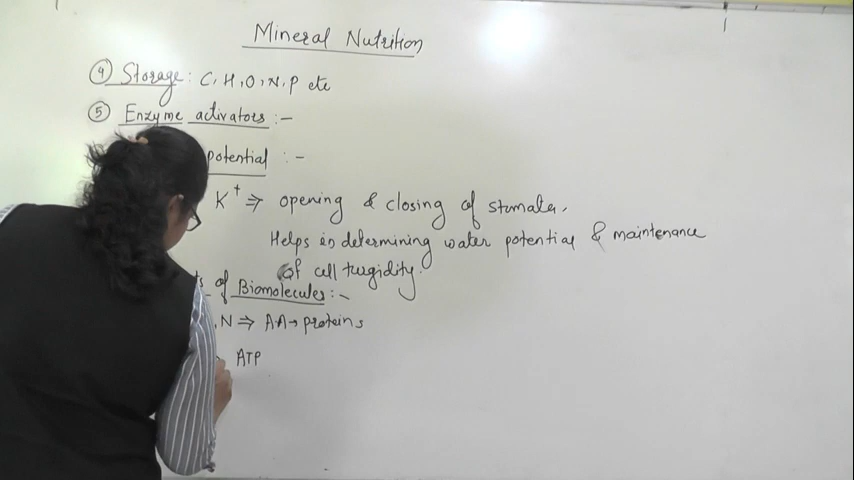 Mineral Nutrition
④ Storage : C, H, O, N, P etc
⑤ Enzyme activators :-
potential :-
K⁺ ⇒ opening & closing of stomata.
Helps in determining water potential & maintenance
of cell turgidity.
ts of Biomolecules :-
, N ⇒ AA → proteins
ATP